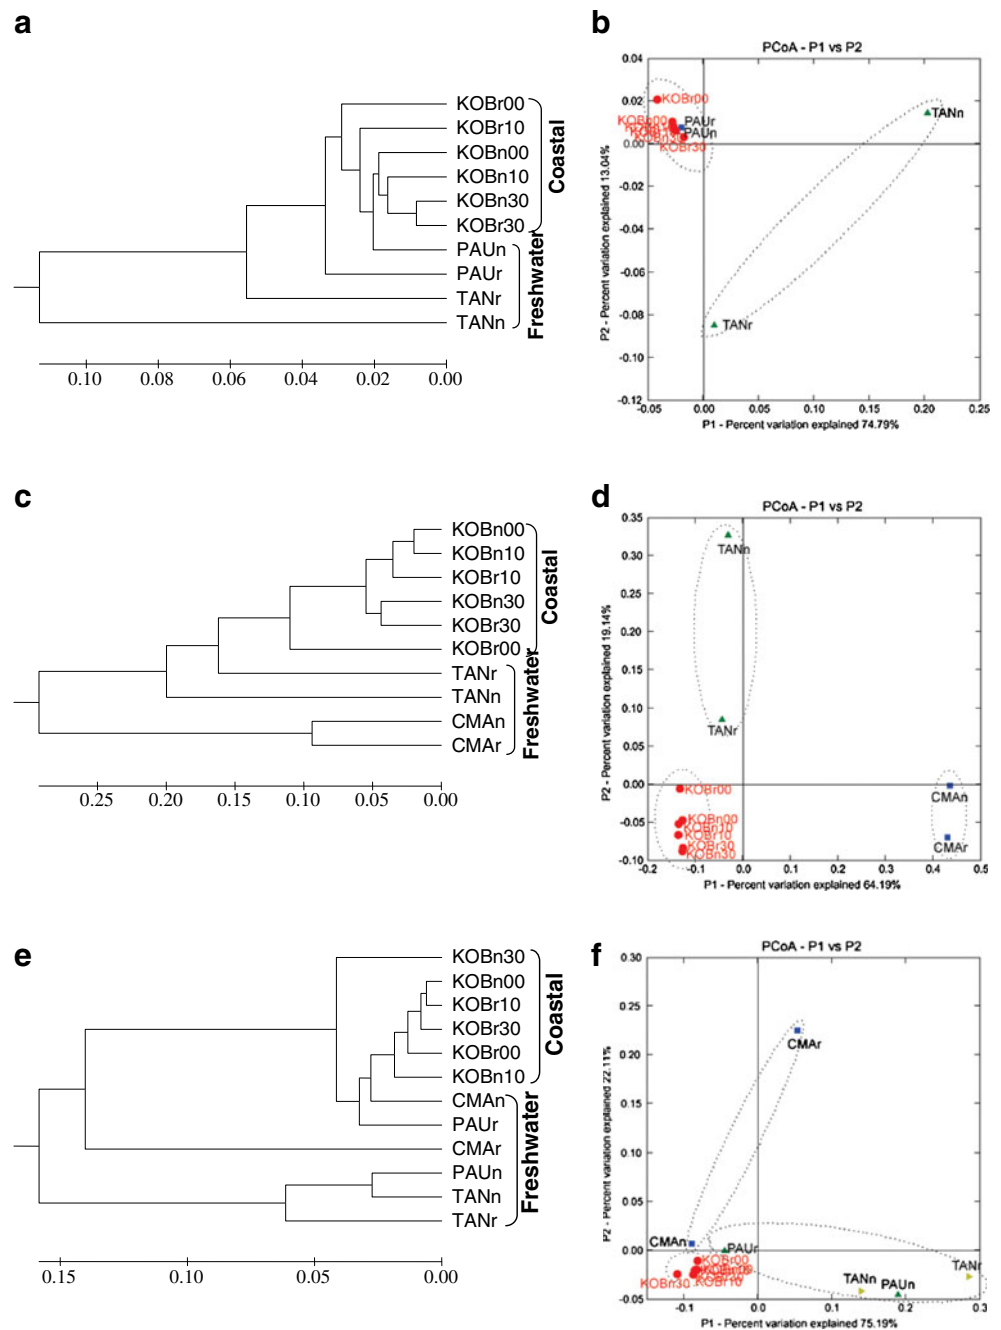 a
KOBr00
KOBr10
KOBn00
KOBn10
KOBn30
KOBr30
PAUn
PAUr
TANr
TANn
Coastal
Freshwater
0.10 0.08 0.06 0.04 0.02 0.00
b
PCoA - P1 vs P2
P2 - Percent variation explained 13.04%
0.04
0.02
0.00
-0.02
-0.04
-0.06
-0.08
-0.10
-0.12
KOBr00
KOBn00
PAUr
PAUn
KOBr30
TANn
TANr
-0.05 0.00 0.05 0.10 0.15 0.20 0.25
P1 - Percent variation explained 74.79%
c
KOBn00
KOBn10
KOBr10
KOBn30
KOBr30
KOBr00
TANr
TANn
CMAn
CMAr
Coastal
Freshwater
0.25 0.20 0.15 0.10 0.05 0.00
d
PCoA - P1 vs P2
P2 - Percent variation explained 19.14%
0.35
0.30
0.25
0.20
0.15
0.10
0.05
0.00
-0.05
-0.10
TANn
TANr
KOBr00
KOBn00
KOBn10
KOBr10
KOBr30
KOBn30
CMAn
CMAr
-0.2 -0.1 0.0 0.1 0.2 0.3 0.4 0.5
P1 - Percent variation explained 64.19%
e
KOBn30
KOBn00
KOBr10
KOBr30
KOBr00
KOBn10
CMAn
PAUr
CMAr
PAUn
TANn
TANr
Coastal
Freshwater
0.15 0.10 0.05 0.00
f
PCoA - P1 vs P2
P2 - Percent variation explained 22.11%
0.30
0.25
0.20
0.15
0.10
0.05
0.00
-0.05
CMAr
CMAn
PAUr
KOBr00
KOBn30
KOBr10
TANn
PAUn
TANr
-0.1 0.0 0.1 0.2 0.3
P1 - Percent variation explained 75.19%